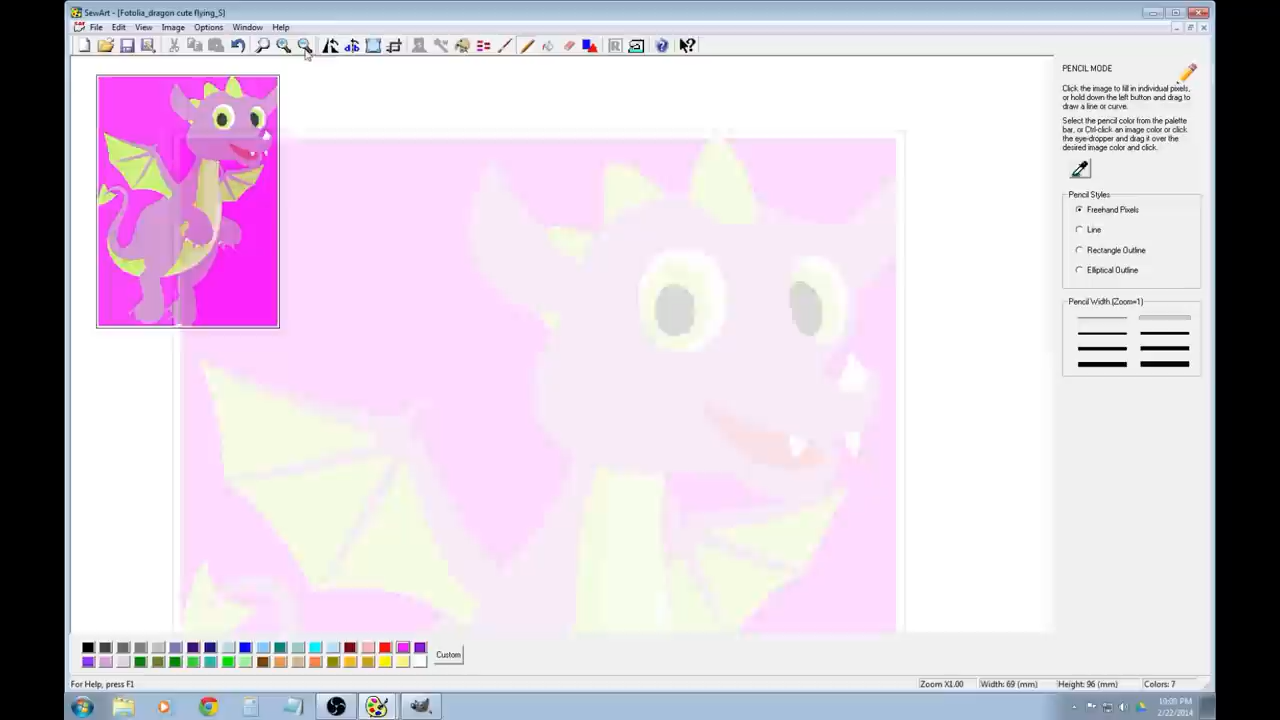 SewArt - [Fotolia_dragon cute flying_S]
File Edit View Image Options Window Help
PENCIL MODE
Click the image to fill in individual pixels,
or hold down the left button and drag to
draw a line or curve.
Select the pencil color from the palette
bar, or Ctrl-click an image color or click
the eye-dropper and drag it over the
desired image color and click.
Pencil Styles
Freehand Pixels
Line
Rectangle Outline
Elliptical Outline
Pencil Width (Zoom=1)
Custom
For Help, press F1
Zoom X1.00 Width: 69 (mm) Height: 96 (mm) Colors: 7
2/22/2014